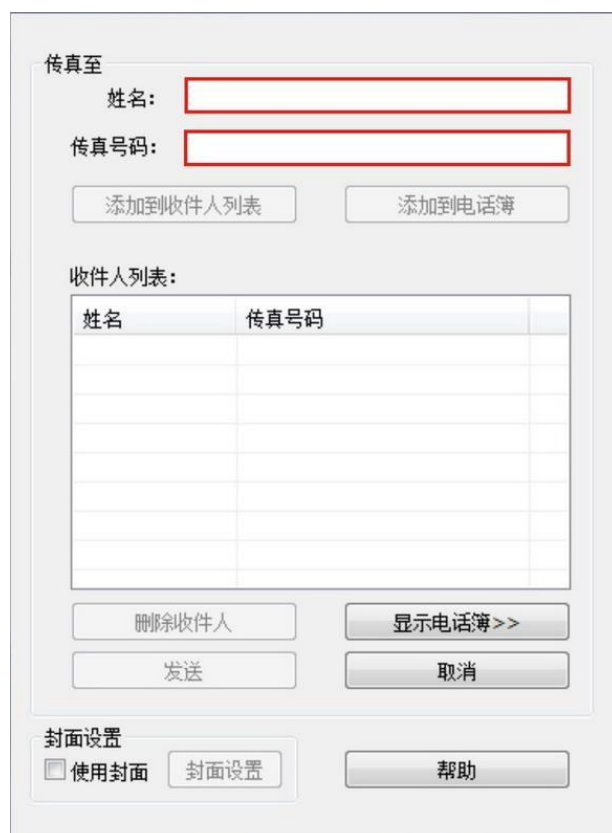 传真至
姓名：
传真号码：
添加到收件人列表 添加到电话簿
收件人列表：
姓名 传真号码
删除收件人 显示电话簿>>
发送 取消
封面设置
使用封面 封面设置 帮助